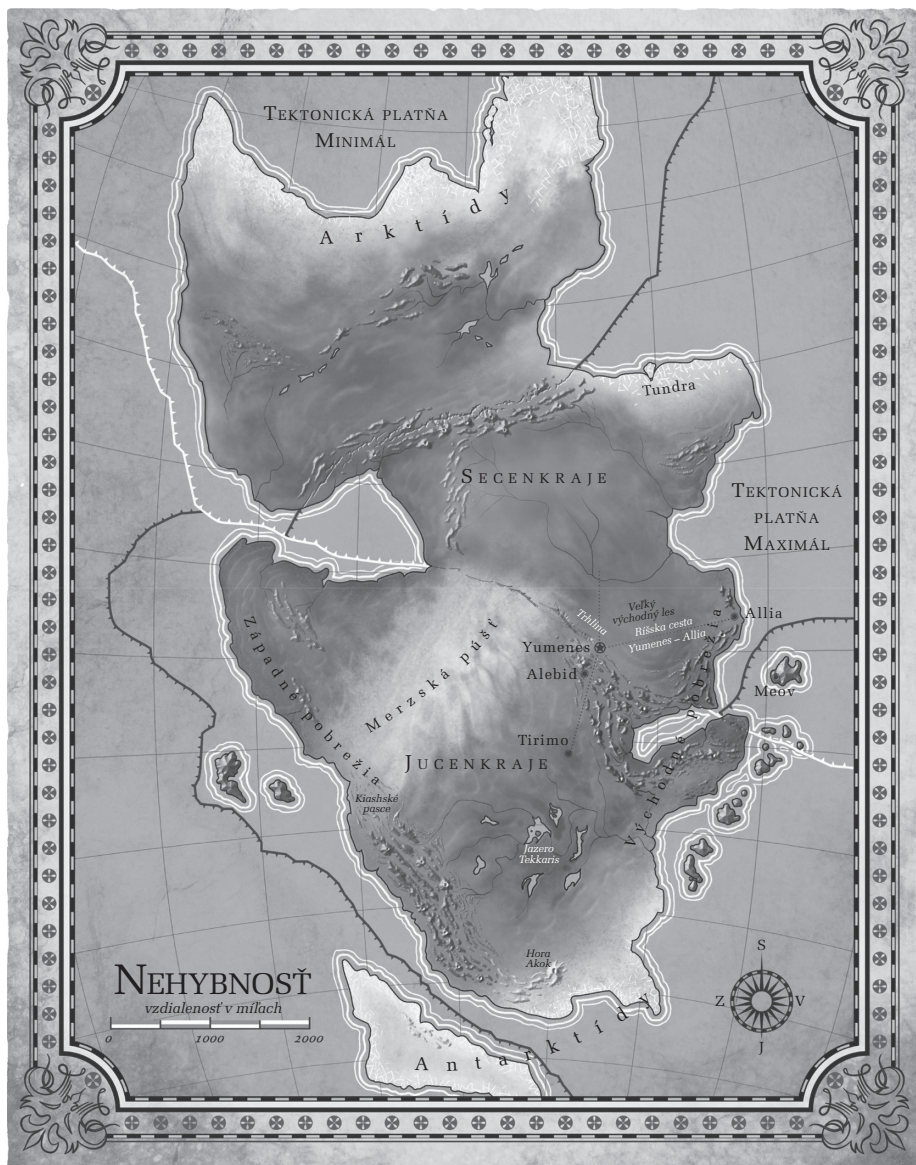 TEKTONICKÁ PLATŇA
MINIMÁL
Arktídy
Tundra
SECENKRAJE
TEKTONICKÁ
PLATŇA
MAXIMÁL
Trhlina
Veľký
východný les
Allia
Ríšska cesta
Yumenes – Allia
Yumenes
Alebid
Meov
Západné pobrežia
Merzská púšť
Východné pobrežia
Tirimo
JUCENKRAJE
Kiashské
pasce
Jazero
Tekkaris
Hora
Akok
S
Z
V
J
NEHYBNOSŤ
vzdialenosť v míľach
0 1000 2000
Antarktídy